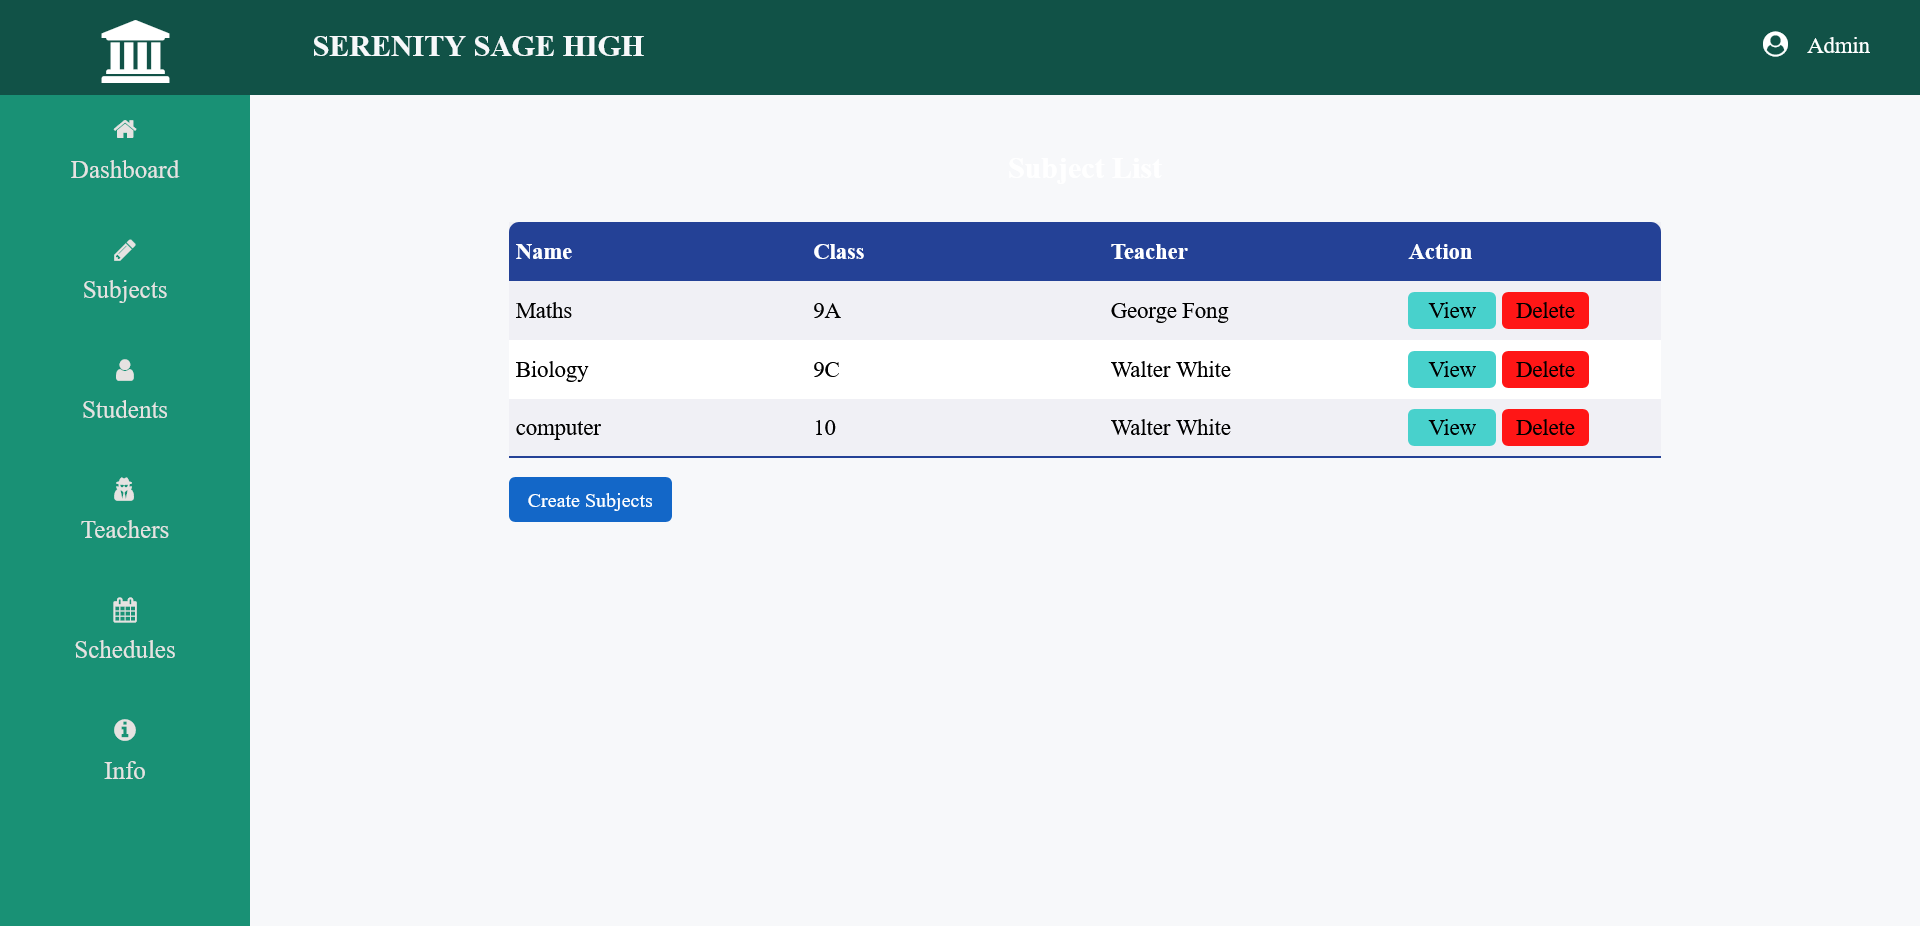 SERENITY SAGE HIGH
Admin
Dashboard
Subjects
Students
Teachers
Schedules
Info
Subject List
Name Class Teacher Action
Maths 9A George Fong View Delete
Biology 9C Walter White View Delete
computer 10 Walter White View Delete
Create Subjects